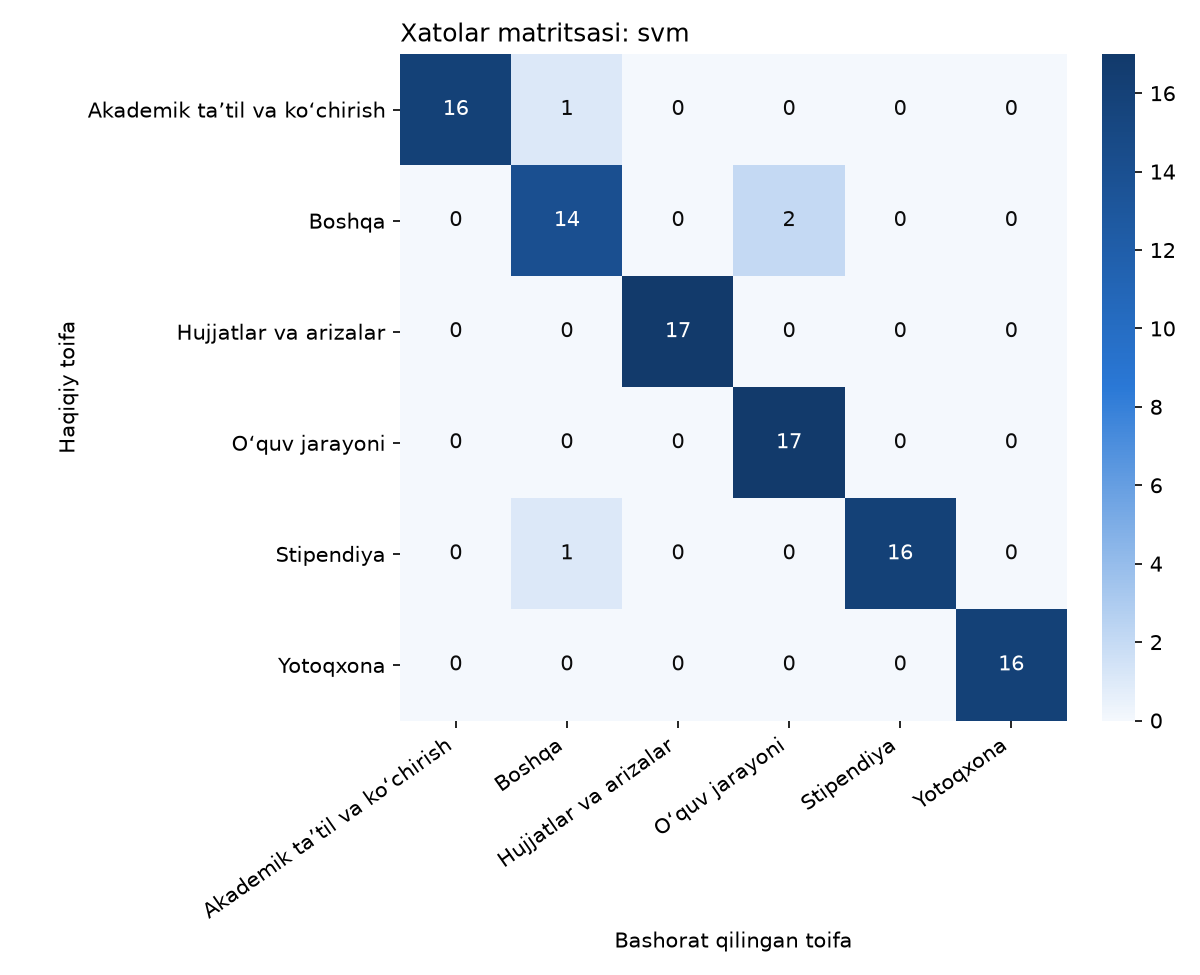 Xatolar matritsasi: svm
Akademik ta’til va ko‘chirish 16 1 0 0 0 0
Boshqa 0 14 0 2 0 0
Hujjatlar va arizalar 0 0 17 0 0 0
O‘quv jarayoni 0 0 0 17 0 0
Stipendiya 0 1 0 0 16 0
Yotoqxona 0 0 0 0 0 16
Haqiqiy toifa
Akademik ta’til va ko‘chirish
Boshqa
Hujjatlar va arizalar
O‘quv jarayoni
Stipendiya
Yotoqxona
Bashorat qilingan toifa
16
14
12
10
8
6
4
2
0